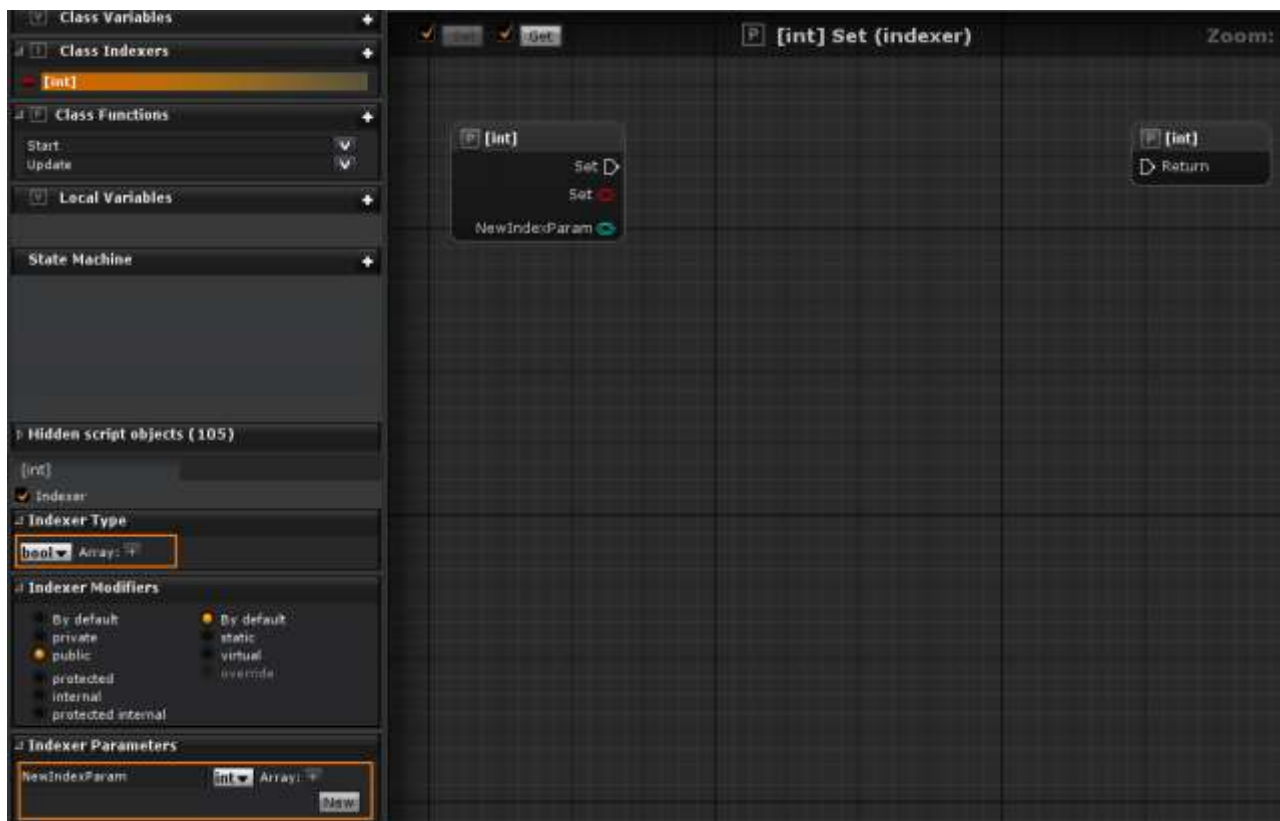 Class Variables
Class Indexers
[int]
Class Functions
Start
Update
Local Variables
State Machine
Hidden script objects (105)
[int]
Indexer
Indexer Type
bool Array:
Indexer Modifiers
By default
private
public
protected
internal
protected internal
By default
static
virtual
override
Indexer Parameters
NewIndexParam int Array:
New
Set Get
[int] Set (indexer)
Zoom:
[int]
Set
Set
NewIndexParam
[int]
Return